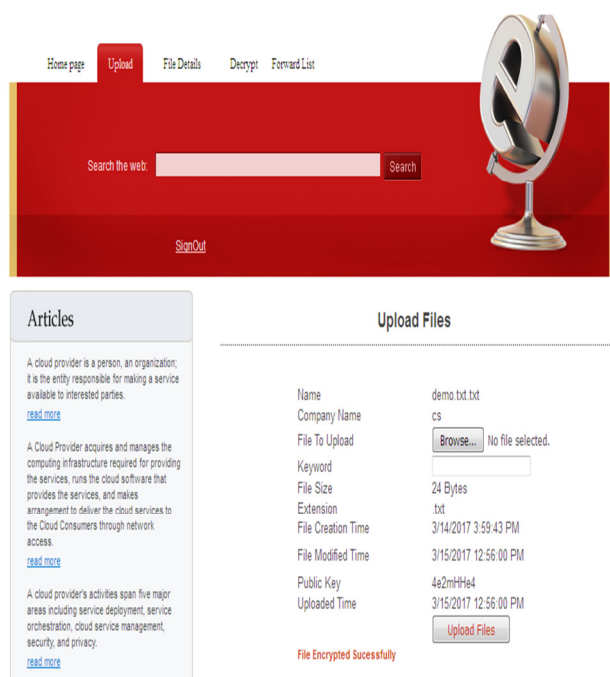 Home page Upload File Details Decrypt Forward List
Search the web: Search
SignOut
Articles
A cloud provider is a person, an organization;
it is the entity responsible for making a service
available to interested parties.
read more
A Cloud Provider acquires and manages the
computing infrastructure required for providing
the services, runs the cloud software that
provides the services, and makes
arrangement to deliver the cloud services to
the Cloud Consumers through network
access.
read more
A cloud provider's activities span five major
areas including service deployment, service
orchestration, cloud service management,
security, and privacy.
read more
Upload Files
Name demo.txt.txt
Company Name cs
File To Upload Browse... No file selected.
Keyword
File Size 24 Bytes
Extension .txt
File Creation Time 3/14/2017 3:59:43 PM
File Modified Time 3/15/2017 12:56:00 PM
Public Key 4e2mHHe4
Uploaded Time 3/15/2017 12:56:00 PM
Upload Files
File Encrypted Sucessfully